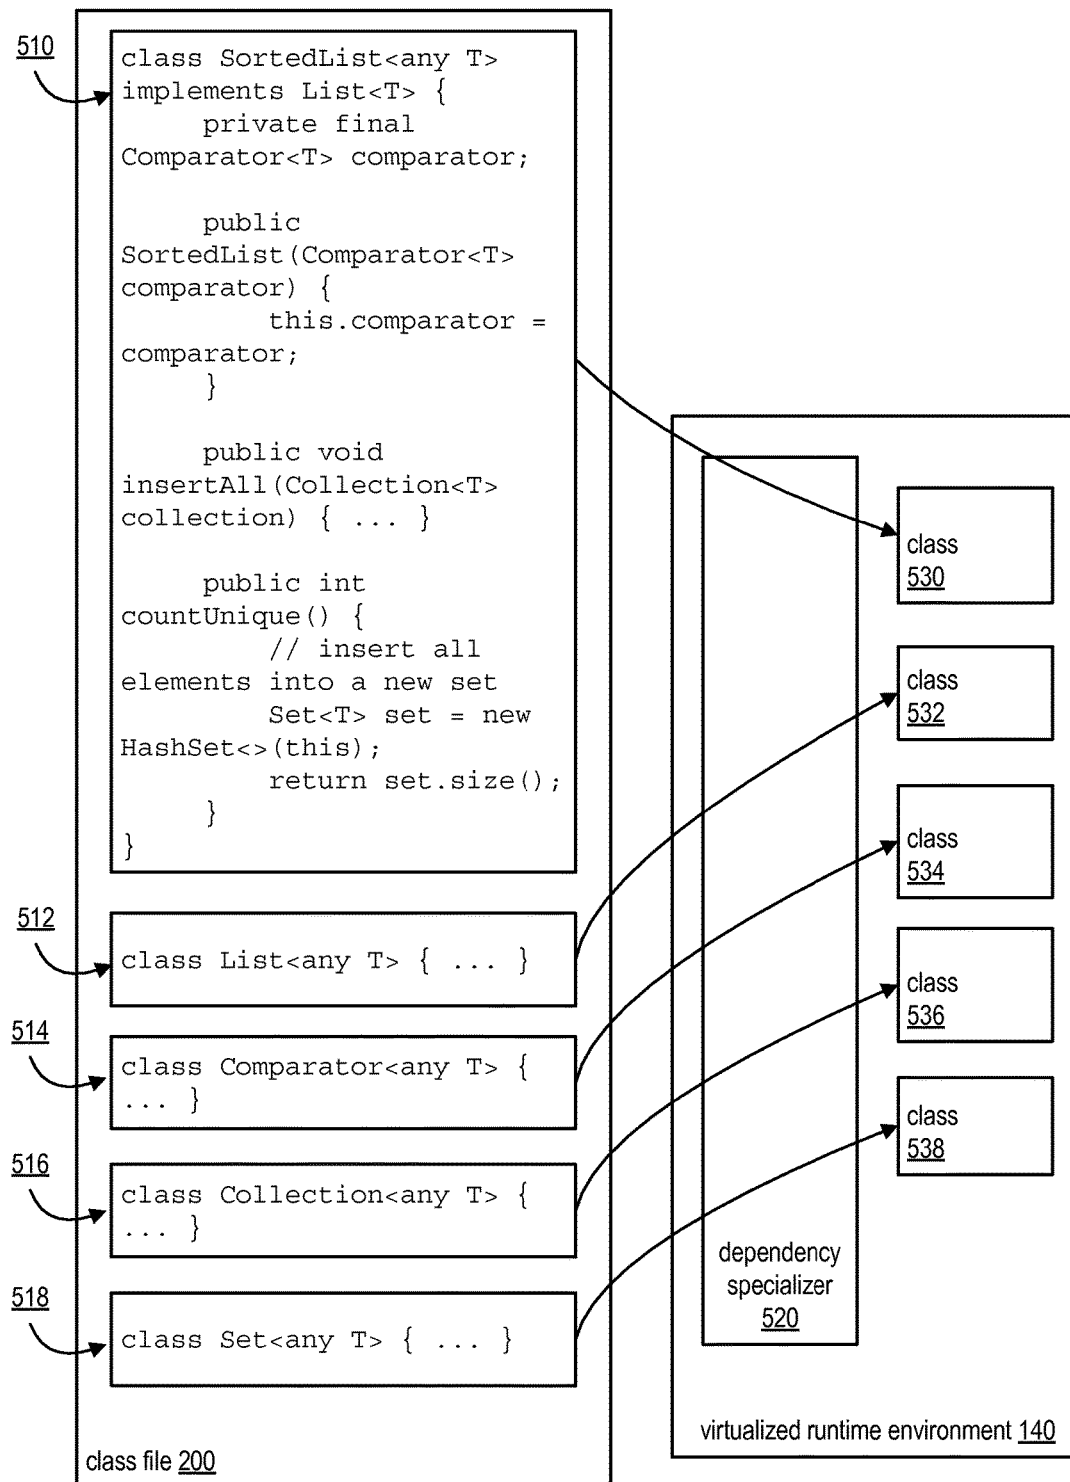 510
class SortedList<any T>
implements List<T> {
private final
Comparator<T> comparator;
public
SortedList(Comparator<T>
comparator) {
this.comparator =
comparator;
}
public void
insertAll(Collection<T>
collection) { ... }
public int
countUnique() {
// insert all
elements into a new set
Set<T> set = new
HashSet<>(this);
return set.size();
}
}
512
class List<any T> { ... }
514
class Comparator<any T> {
... }
516
class Collection<any T> {
... }
518
class Set<any T> { ... }
class file 200
dependency
specializer
520
class
530
class
532
class
534
class
536
class
538
virtualized runtime environment 140